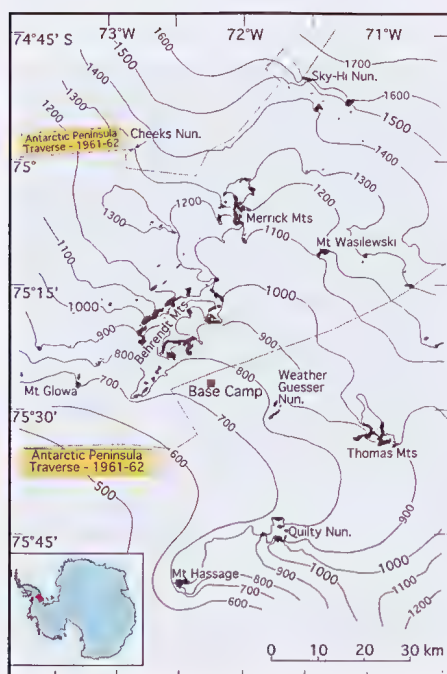 73°W 72°W 71°W
74°45' S
1600
1700
1500
Sky-Hi Nun.
1400
1600
1300
1500
1200
Antarctic Peninsula
Traverse - 1961-62
Cheeks Nun.
1400
75°
1300
1200
1200
1300
Merrick Mts
1100
1100
Mt Wasilewski
1000
75°15'
1000
900
900
Behrendt Mts
800
800
Mt Glowa
700
Base Camp
Weather
Guesser
Nun.
75°30'
700
600
Thomas Mts
Antarctic Peninsula
Traverse - 1961-62
500
900
75°45'
Quilty Nun.
1000
Mt Hassage
800
900
1000
700
1100
600
1200
0 10 20 30 km